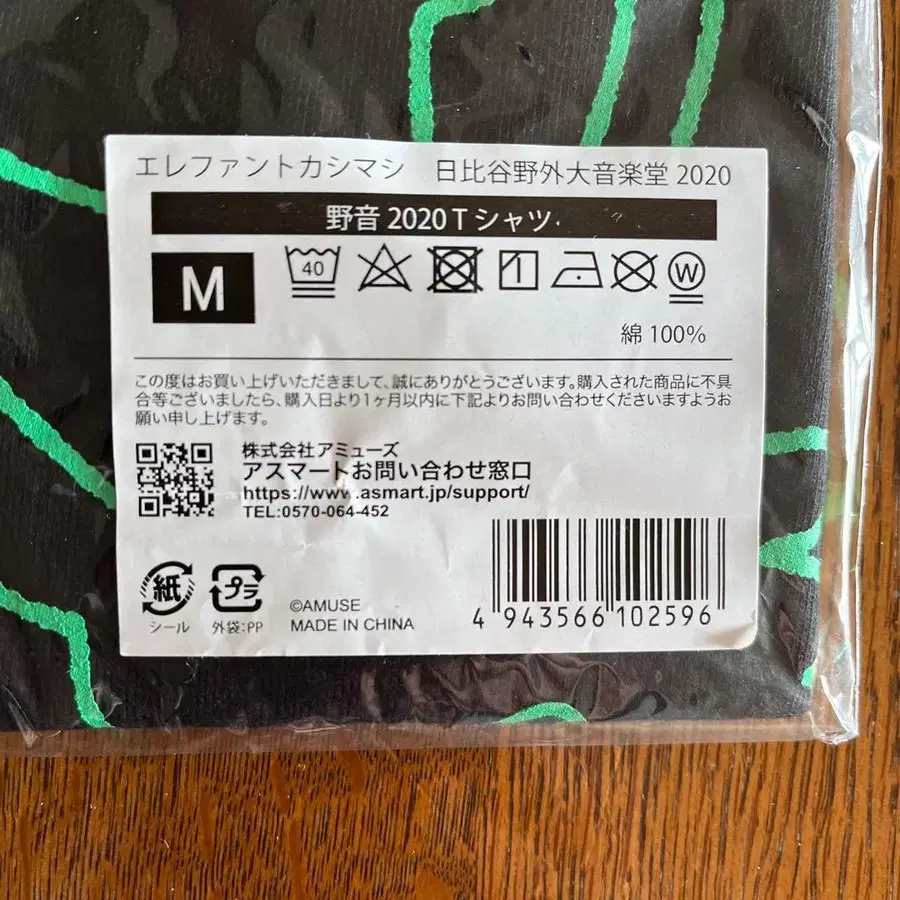 エレファントカシマシ　日比谷野外大音楽堂 2020
野音 2020 T シャツ
M
40
W
綿 100%
この度はお買い上げいただきまして、誠にありがとうございます。購入された商品に不具
合等ございましたら、購入日より1ヶ月以内に下記よりお問い合わせくださいますようお
願い申し上げます。
株式会社アミューズ
アスマートお問い合わせ窓口
https://www.asmart.jp/support/
TEL:0570-064-452
紙
シール
プラ
外袋:PP
©AMUSE
MADE IN CHINA
4 943566 102596